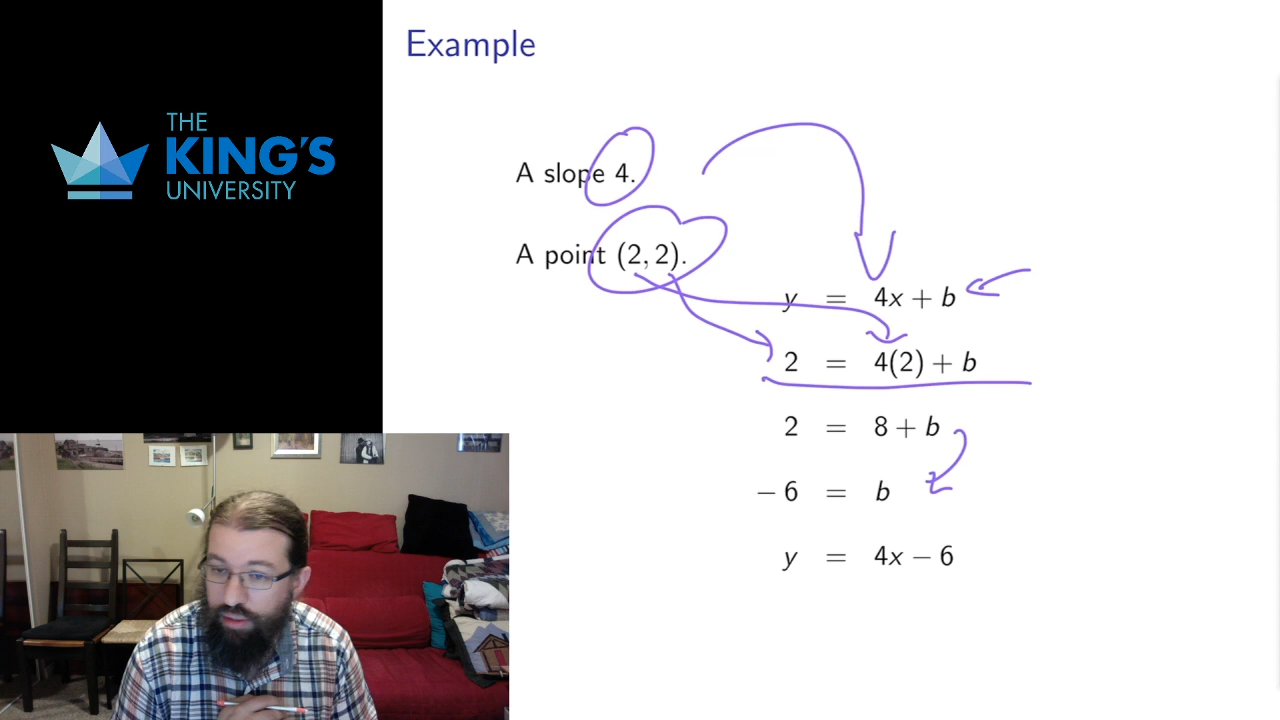 THE
KING'S
UNIVERSITY
Example
A slope 4.
A point (2, 2).
y = 4x + b
2 = 4(2) + b
2 = 8 + b
− 6 = b
y = 4x − 6